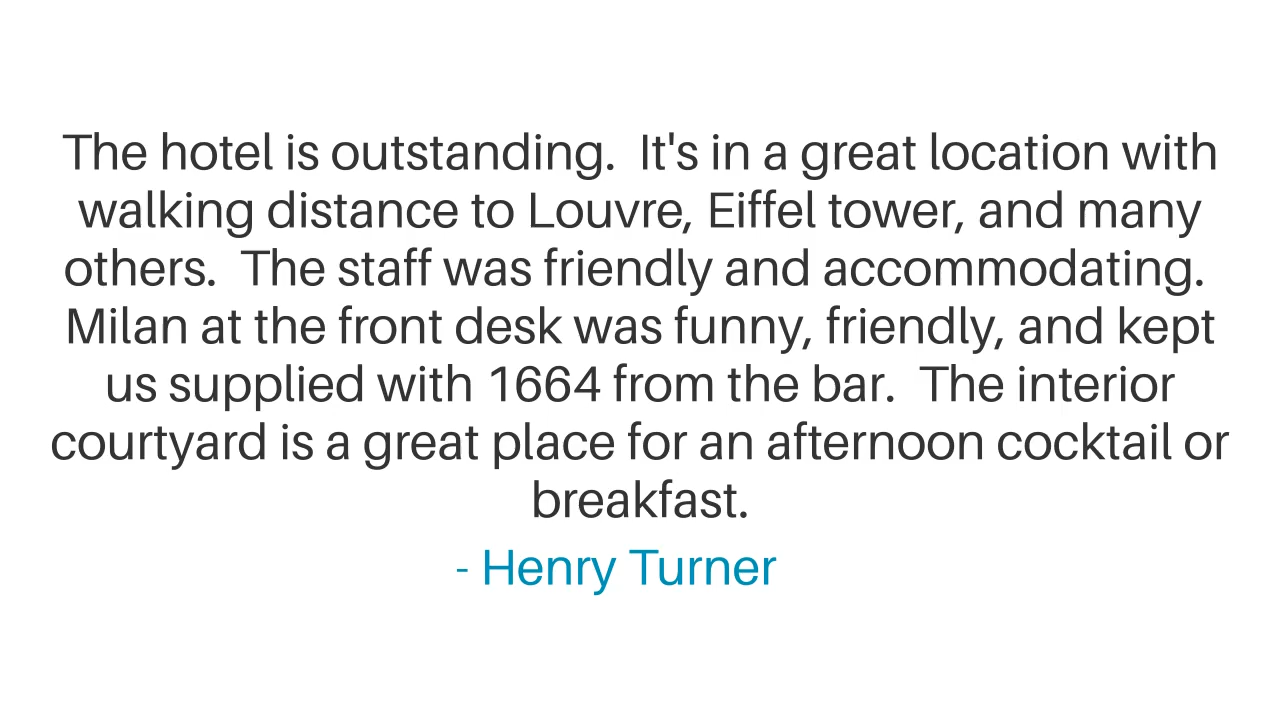 The hotel is outstanding.  It's in a great location with
walking distance to Louvre, Eiffel tower, and many
others.  The staff was friendly and accommodating.
Milan at the front desk was funny, friendly, and kept
us supplied with 1664 from the bar.  The interior
courtyard is a great place for an afternoon cocktail or
breakfast.
- Henry Turner